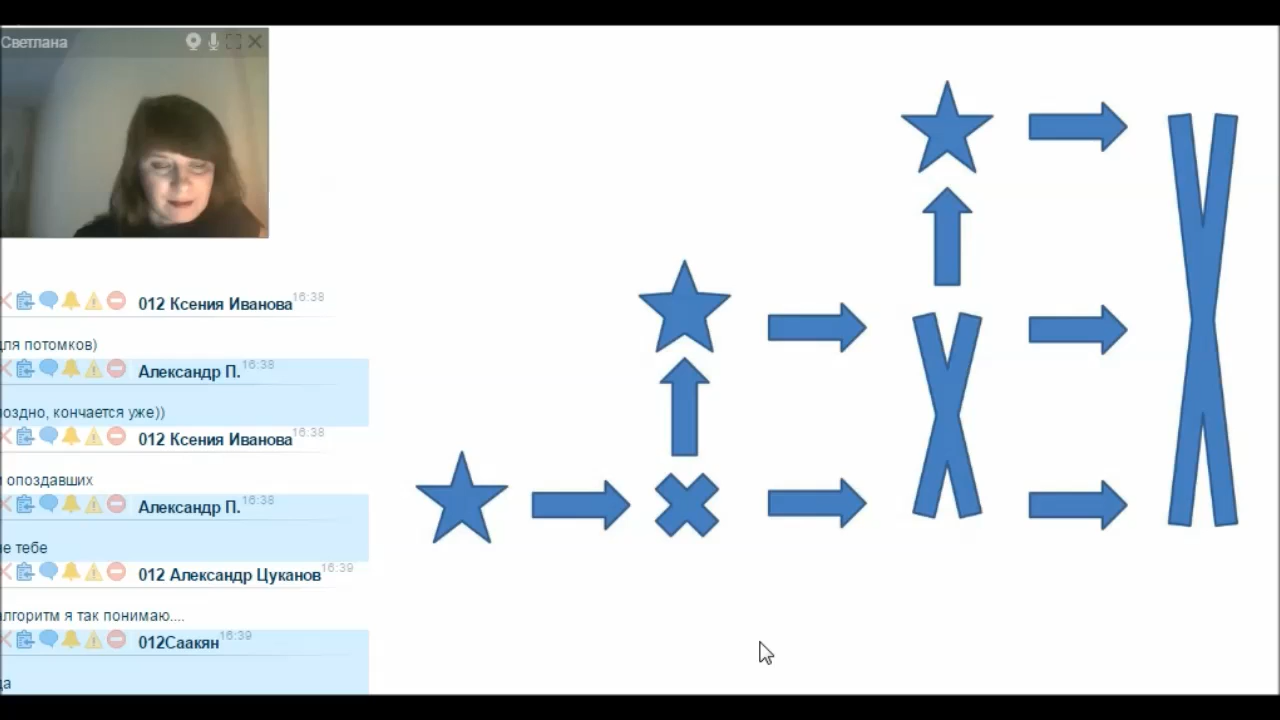 Светлана
012 Ксения Иванова 16:38
для потомков)
Александр П. 16:38
поздно, кончается уже))
012 Ксения Иванова 16:38
опоздавших
Александр П. 16:38
не тебе
012 Александр Цуканов 16:39
алгоритм я так понимаю....
012Саакян 16:39
да